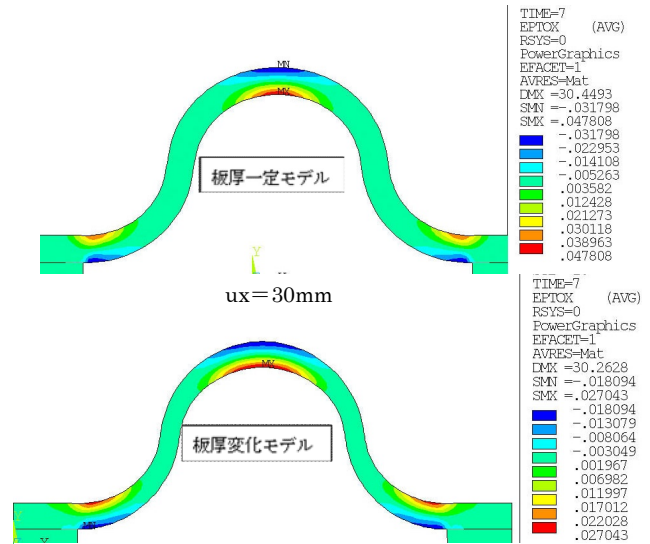 TIME=7
EPTOX (AVG)
RSYS=0
PowerGraphics
EFACET=1
AVRES=Mat
DMX =30.4493
SMN =-.031798
SMX =.047808
-.031798
-.022953
-.014108
-.005263
.003582
.012428
.021273
.030118
.038963
.047808
MN
MX
板厚一定モデル
Y
ux＝30mm
TIME=7
EPTOX (AVG)
RSYS=0
PowerGraphics
EFACET=1
AVRES=Mat
DMX =30.2628
SMN =-.018094
SMX =.027043
-.018094
-.013079
-.008064
-.003049
.001967
.006982
.011997
.017012
.022028
.027043
MX
板厚変化モデル
Y
MN
X